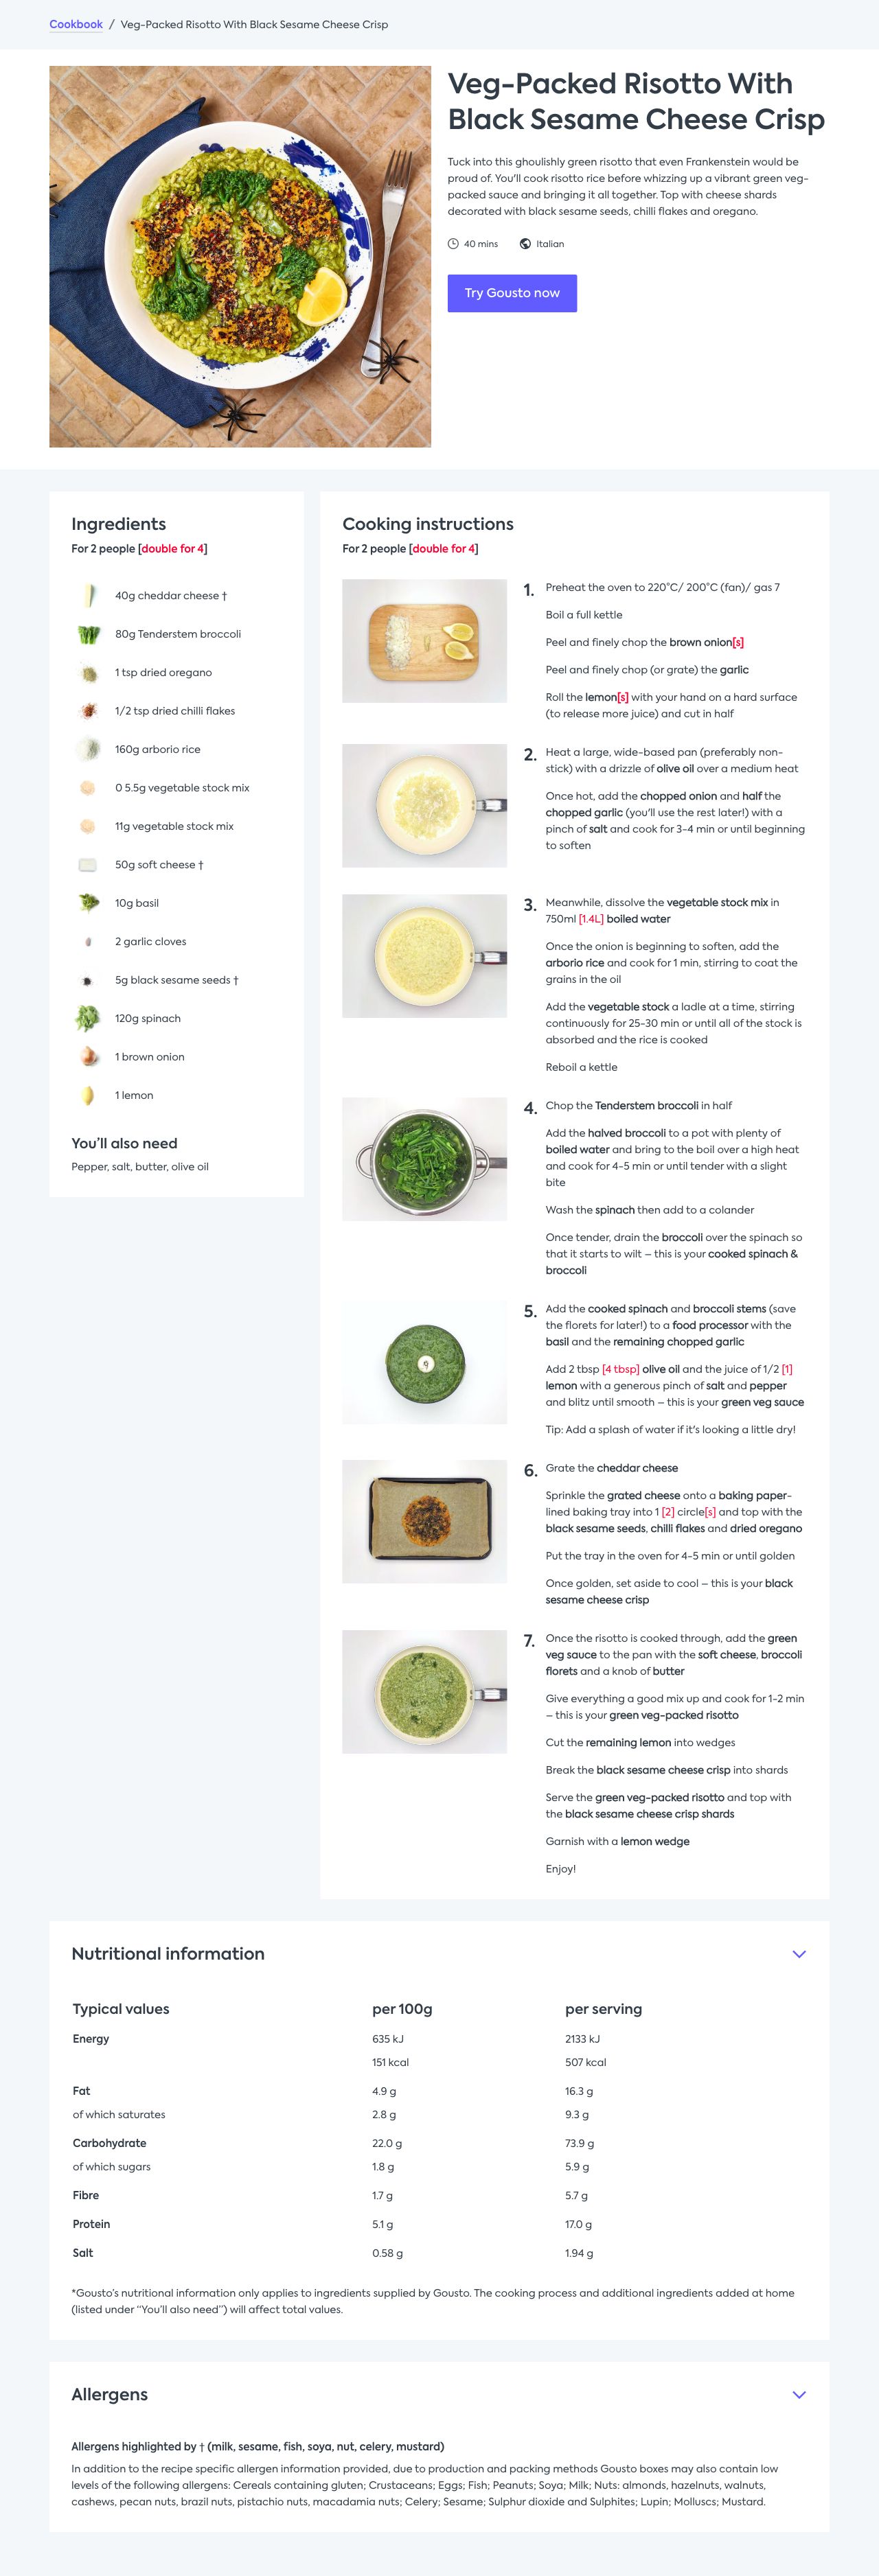 Cookbook / Veg-Packed Risotto With Black Sesame Cheese Crisp
Veg-Packed Risotto With
Black Sesame Cheese Crisp
Tuck into this ghoulishly green risotto that even Frankenstein would be
proud of. You'll cook risotto rice before whizzing up a vibrant green veg-
packed sauce and bringing it all together. Top with cheese shards
decorated with black sesame seeds, chilli flakes and oregano.
40 mins Italian
Try Gousto now
Ingredients
For 2 people [double for 4]
40g cheddar cheese †
80g Tenderstem broccoli
1 tsp dried oregano
1/2 tsp dried chilli flakes
160g arborio rice
0 5.5g vegetable stock mix
11g vegetable stock mix
50g soft cheese †
10g basil
2 garlic cloves
5g black sesame seeds †
120g spinach
1 brown onion
1 lemon
You'll also need
Pepper, salt, butter, olive oil
Cooking instructions
For 2 people [double for 4]
1. Preheat the oven to 220°C/ 200°C (fan)/ gas 7
Boil a full kettle
Peel and finely chop the brown onion[s]
Peel and finely chop (or grate) the garlic
Roll the lemon[s] with your hand on a hard surface
(to release more juice) and cut in half
2. Heat a large, wide-based pan (preferably non-
stick) with a drizzle of olive oil over a medium heat
Once hot, add the chopped onion and half the
chopped garlic (you'll use the rest later!) with a
pinch of salt and cook for 3-4 min or until beginning
to soften
3. Meanwhile, dissolve the vegetable stock mix in
750ml [1.4L] boiled water
Once the onion is beginning to soften, add the
arborio rice and cook for 1 min, stirring to coat the
grains in the oil
Add the vegetable stock a ladle at a time, stirring
continuously for 25-30 min or until all of the stock is
absorbed and the rice is cooked
Reboil a kettle
4. Chop the Tenderstem broccoli in half
Add the halved broccoli to a pot with plenty of
boiled water and bring to the boil over a high heat
and cook for 4-5 min or until tender with a slight
bite
Wash the spinach then add to a colander
Once tender, drain the broccoli over the spinach so
that it starts to wilt – this is your cooked spinach &
broccoli
5. Add the cooked spinach and broccoli stems (save
the florets for later!) to a food processor with the
basil and the remaining chopped garlic
Add 2 tbsp [4 tbsp] olive oil and the juice of 1/2 [1]
lemon with a generous pinch of salt and pepper
and blitz until smooth – this is your green veg sauce
Tip: Add a splash of water if it's looking a little dry!
6. Grate the cheddar cheese
Sprinkle the grated cheese onto a baking paper-
lined baking tray into 1 [2] circle[s] and top with the
black sesame seeds, chilli flakes and dried oregano
Put the tray in the oven for 4-5 min or until golden
Once golden, set aside to cool – this is your black
sesame cheese crisp
7. Once the risotto is cooked through, add the green
veg sauce to the pan with the soft cheese, broccoli
florets and a knob of butter
Give everything a good mix up and cook for 1-2 min
– this is your green veg-packed risotto
Cut the remaining lemon into wedges
Break the black sesame cheese crisp into shards
Serve the green veg-packed risotto and top with
the black sesame cheese crisp shards
Garnish with a lemon wedge
Enjoy!
Nutritional information
Typical values per 100g per serving
Energy 635 kJ 2133 kJ
151 kcal 507 kcal
Fat 4.9 g 16.3 g
of which saturates 2.8 g 9.3 g
Carbohydrate 22.0 g 73.9 g
of which sugars 1.8 g 5.9 g
Fibre 1.7 g 5.7 g
Protein 5.1 g 17.0 g
Salt 0.58 g 1.94 g
*Gousto's nutritional information only applies to ingredients supplied by Gousto. The cooking process and additional ingredients added at home
(listed under “You'll also need”) will affect total values.
Allergens
Allergens highlighted by † (milk, sesame, fish, soya, nut, celery, mustard)
In addition to the recipe specific allergen information provided, due to production and packing methods Gousto boxes may also contain low
levels of the following allergens: Cereals containing gluten; Crustaceans; Eggs; Fish; Peanuts; Soya; Milk; Nuts: almonds, hazelnuts, walnuts,
cashews, pecan nuts, brazil nuts, pistachio nuts, macadamia nuts; Celery; Sesame; Sulphur dioxide and Sulphites; Lupin; Molluscs; Mustard.